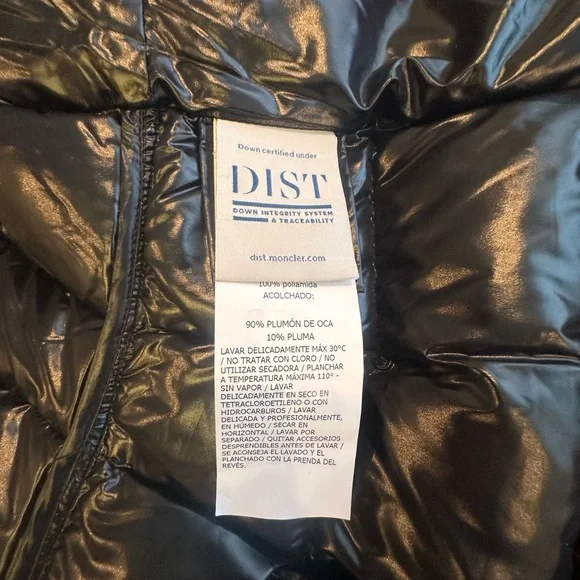 Down certified under
DIST
DOWN INTEGRITY SYSTEM
& TRACEABILITY
dist.moncler.com
100% poliamida
ACOLCHADO:
90% PLUMÓN DE OCA
10% PLUMA
LAVAR DELICADAMENTE MÁX 30°C
/ NO TRATAR CON CLORO / NO
UTILIZAR SECADORA / PLANCHAR
A TEMPERATURA MÁXIMA 110° -
SIN VAPOR / LAVAR
DELICADAMENTE EN SECO EN
TETRACLOROETILENO O CON
HIDROCARBUROS / LAVAR
DELICADA Y PROFESIONALMENTE,
EN HÚMEDO / SECAR EN
HORIZONTAL / LAVAR POR
SEPARADO / QUITAR ACCESORIOS
DESPRENDIBLES ANTES DE LAVAR /
SE ACONSEJA EL LAVADO Y EL
PLANCHADO CON LA PRENDA DEL
REVÉS.